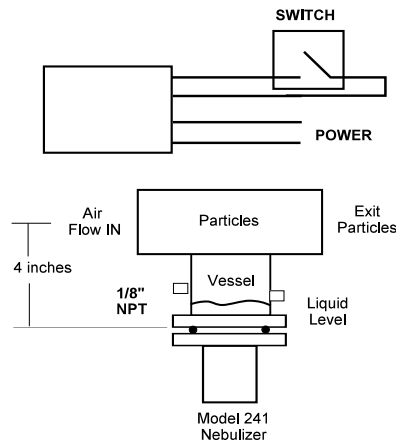 SWITCH
POWER
Air
Flow IN
Particles
Exit
Particles
4 inches
Vessel
1/8"
NPT
Liquid
Level
Model 241
Nebulizer